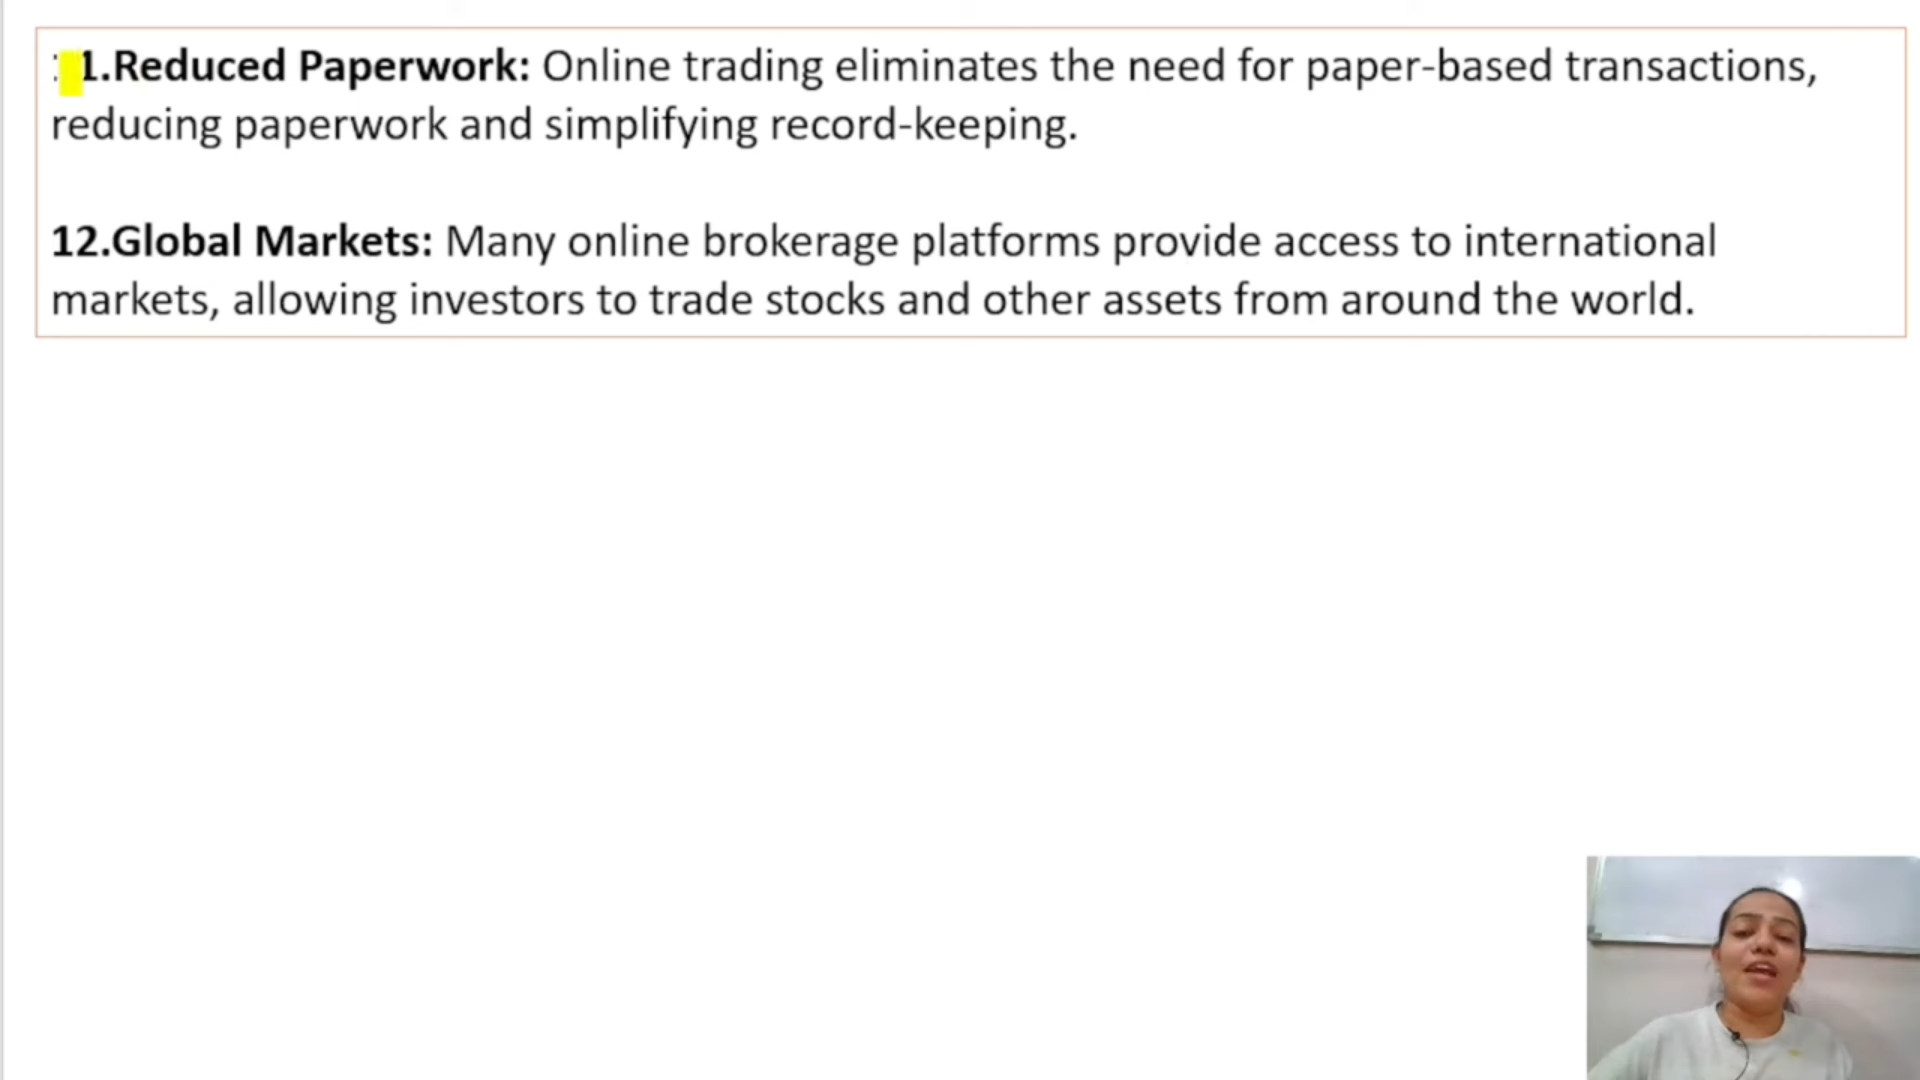 1.Reduced Paperwork: Online trading eliminates the need for paper-based transactions,
reducing paperwork and simplifying record-keeping.
12.Global Markets: Many online brokerage platforms provide access to international
markets, allowing investors to trade stocks and other assets from around the world.